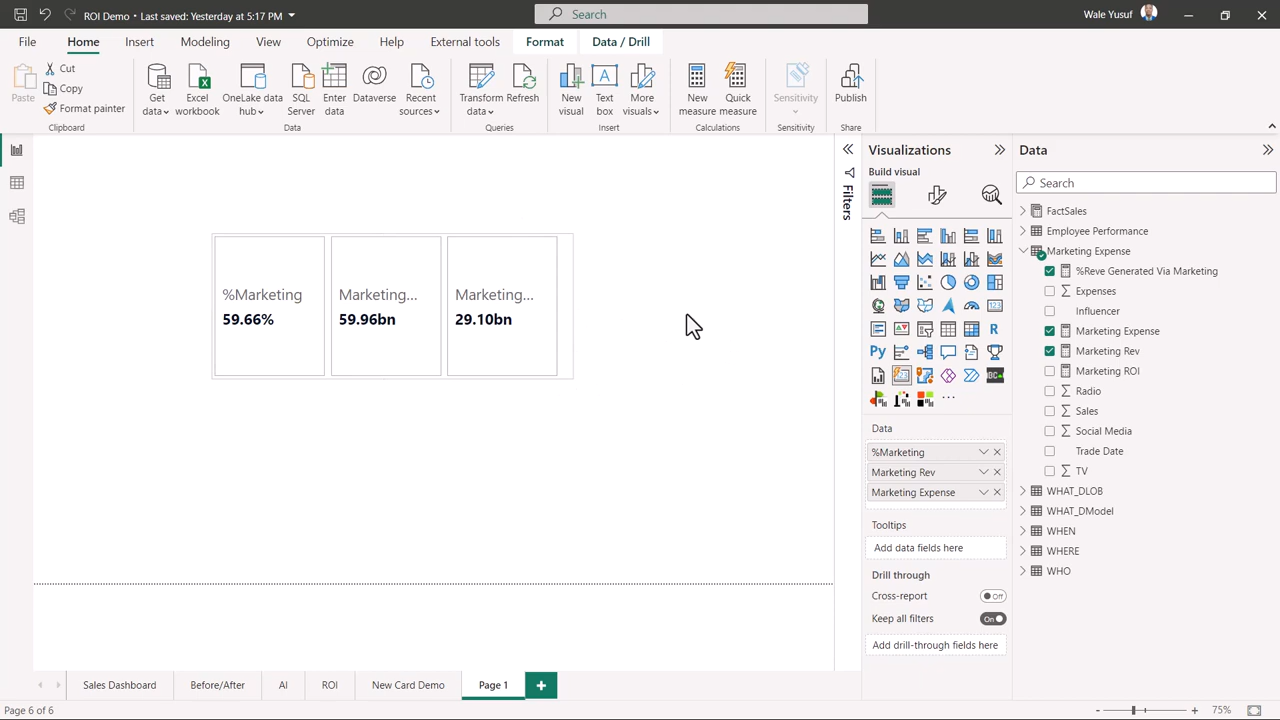 ROI Demo • Last saved: Yesterday at 5:17 PM
Search
Wale Yusuf
File Home Insert Modeling View Optimize Help External tools Format Data / Drill
Paste
Cut
Copy
Format painter
Clipboard
Get data
Excel workbook
OneLake data hub
SQL Server
Enter data
Dataverse
Recent sources
Data
Transform data
Refresh
Queries
New visual
Text box
More visuals
Insert
New measure
Quick measure
Calculations
Sensitivity
Sensitivity
Publish
Share
%Marketing
59.66%
Marketing...
59.96bn
Marketing...
29.10bn
Filters
Visualizations
Build visual
123
R
Py
Data
%Marketing
Marketing Rev
Marketing Expense
Tooltips
Add data fields here
Drill through
Cross-report
Off
Keep all filters
On
Add drill-through fields here
Data
Search
FactSales
Employee Performance
Marketing Expense
%Reve Generated Via Marketing
Expenses
Influencer
Marketing Expense
Marketing Rev
Marketing ROI
Radio
Sales
Social Media
Trade Date
TV
WHAT_DLOB
WHAT_DModel
WHEN
WHERE
WHO
Sales Dashboard Before/After AI ROI New Card Demo Page 1
Page 6 of 6
75%